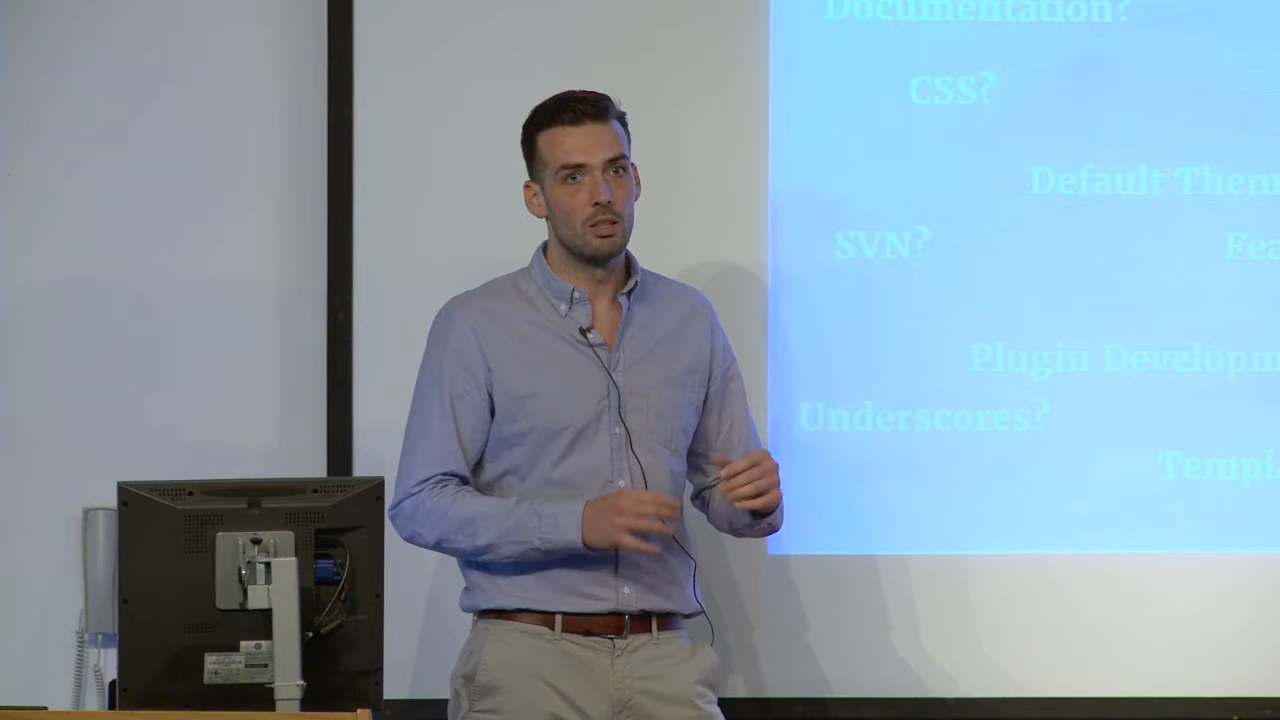 Documentation?
CSS?
Default Them
SVN?
Fea
Plugin Developm
Underscores?
Templ